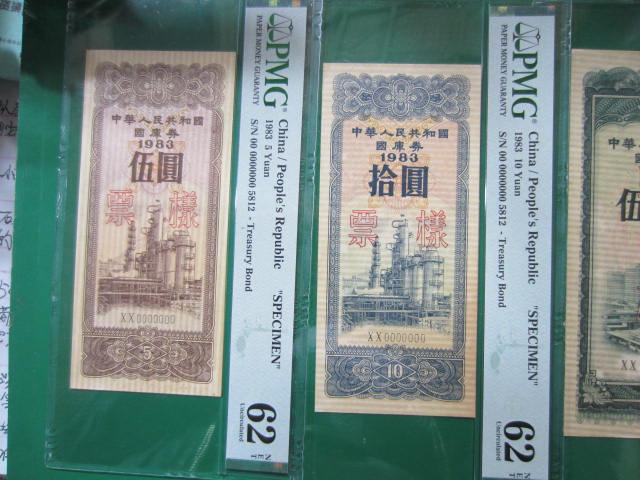 中華人民共和國
國庫券
1983
伍圓
票樣
XX0000000
5
PMG
PAPER MONEY GUARANTY
China / People's Republic
1983 5 Yuan
S/N 00 0000000 5812 - Treasury Bond
"SPECIMEN"
62
Uncirculated
中華人民共和國
國庫券
1983
拾圓
票樣
XX0000000
10
PMG
PAPER MONEY GUARANTY
China / People's Republic
1983 10 Yuan
S/N 00 0000000 5812 - Treasury Bond
"SPECIMEN"
62
Uncirculated
中華
伍
XX